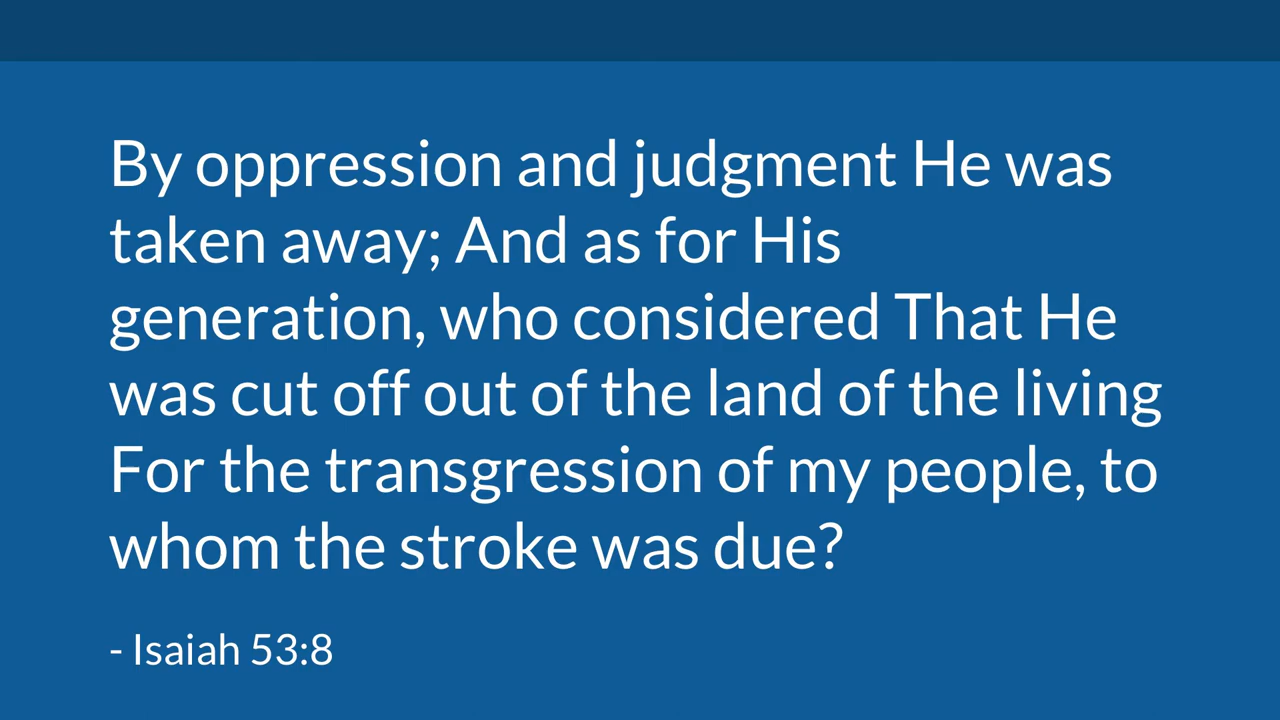 By oppression and judgment He was
taken away; And as for His
generation, who considered That He
was cut off out of the land of the living
For the transgression of my people, to
whom the stroke was due?
- Isaiah 53:8